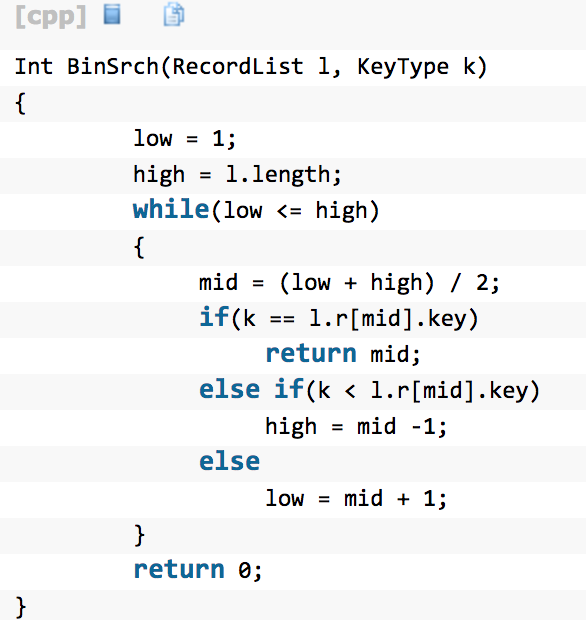 [cpp]
Int BinSrch(RecordList l, KeyType k)
{
low = 1;
high = l.length;
while(low <= high)
{
mid = (low + high) / 2;
if(k == l.r[mid].key)
return mid;
else if(k < l.r[mid].key)
high = mid -1;
else
low = mid + 1;
}
return 0;
}